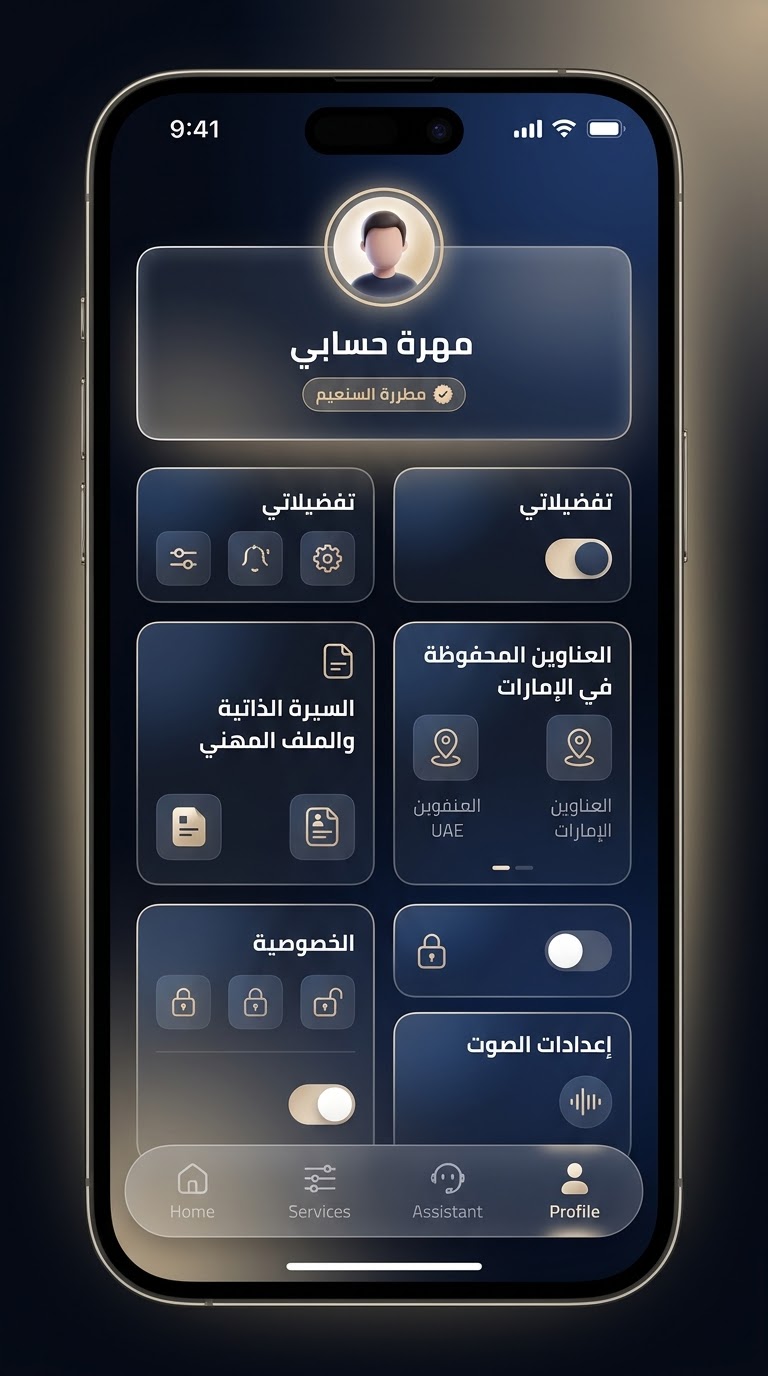 9:41
مهرة حسابي
مطررة السنعيم
تفضيلاتي
تفضيلاتي
العناوين المحفوظة
في الإمارات
العناوين
الإمارات
العنفوين
UAE
السيرة الذاتية
والملف المهني
الخصوصية
إعدادات الصوت
Home
Services
Assistant
Profile